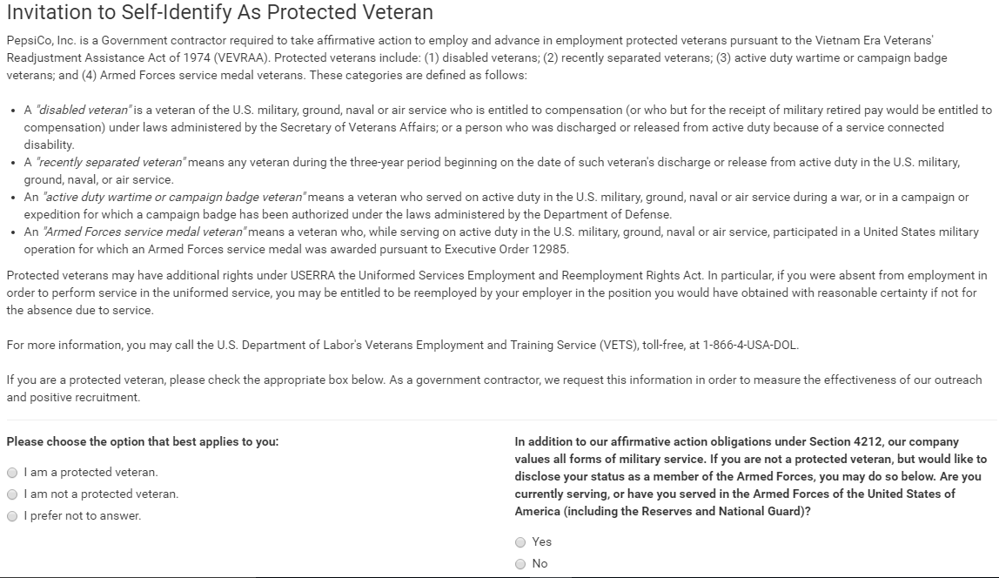 Invitation to Self-Identify As Protected Veteran
PepsiCo, Inc. is a Government contractor required to take affirmative action to employ and advance in employment protected veterans pursuant to the Vietnam Era Veterans'
Readjustment Assistance Act of 1974 (VEVRAA). Protected veterans include: (1) disabled veterans; (2) recently separated veterans; (3) active duty wartime or campaign badge
veterans; and (4) Armed Forces service medal veterans. These categories are defined as follows:
• A "disabled veteran" is a veteran of the U.S. military, ground, naval or air service who is entitled to compensation (or who but for the receipt of military retired pay would be entitled to
compensation) under laws administered by the Secretary of Veterans Affairs; or a person who was discharged or released from active duty because of a service connected
disability.
• A "recently separated veteran" means any veteran during the three-year period beginning on the date of such veteran's discharge or release from active duty in the U.S. military,
ground, naval, or air service.
• An "active duty wartime or campaign badge veteran" means a veteran who served on active duty in the U.S. military, ground, naval or air service during a war, or in a campaign or
expedition for which a campaign badge has been authorized under the laws administered by the Department of Defense.
• An "Armed Forces service medal veteran" means a veteran who, while serving on active duty in the U.S. military, ground, naval or air service, participated in a United States military
operation for which an Armed Forces service medal was awarded pursuant to Executive Order 12985.
Protected veterans may have additional rights under USERRA the Uniformed Services Employment and Reemployment Rights Act. In particular, if you were absent from employment in
order to perform service in the uniformed service, you may be entitled to be reemployed by your employer in the position you would have obtained with reasonable certainty if not for
the absence due to service.
For more information, you may call the U.S. Department of Labor's Veterans Employment and Training Service (VETS), toll-free, at 1-866-4-USA-DOL.
If you are a protected veteran, please check the appropriate box below. As a government contractor, we request this information in order to measure the effectiveness of our outreach
and positive recruitment.
Please choose the option that best applies to you:
I am a protected veteran.
I am not a protected veteran.
I prefer not to answer.
In addition to our affirmative action obligations under Section 4212, our company
values all forms of military service. If you are not a protected veteran, but would like to
disclose your status as a member of the Armed Forces, you may do so below. Are you
currently serving, or have you served in the Armed Forces of the United States of
America (including the Reserves and National Guard)?
Yes
No